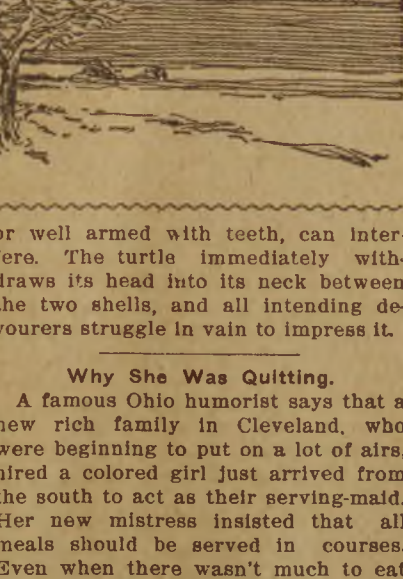 or well armed with teeth, can inter-
fere. The turtle immediately with-
draws its head into its neck between
the two shells, and all intending de-
vourers struggle in vain to impress it.
Why She Was Quitting.
A famous Ohio humorist says that a
new rich family in Cleveland, who
were beginning to put on a lot of airs,
hired a colored girl just arrived from
the south to act as their serving-maid.
Her new mistress insisted that all
meals should be served in courses.
Even when there wasn't much to eat